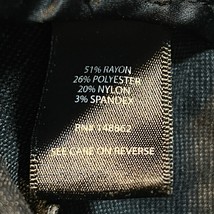 51% RAYON
26% POLYESTER
20% NYLON
3% SPANDEX
RN# 148862
SEE CARE ON REVERSE